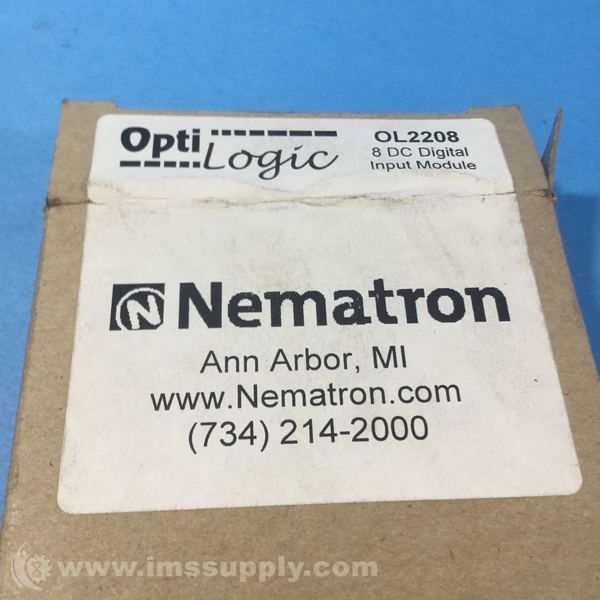 Opti Logic
OL2208
8 DC Digital
Input Module
Nematron
Ann Arbor, MI
www.Nematron.com
(734) 214-2000
www.imssupply.com